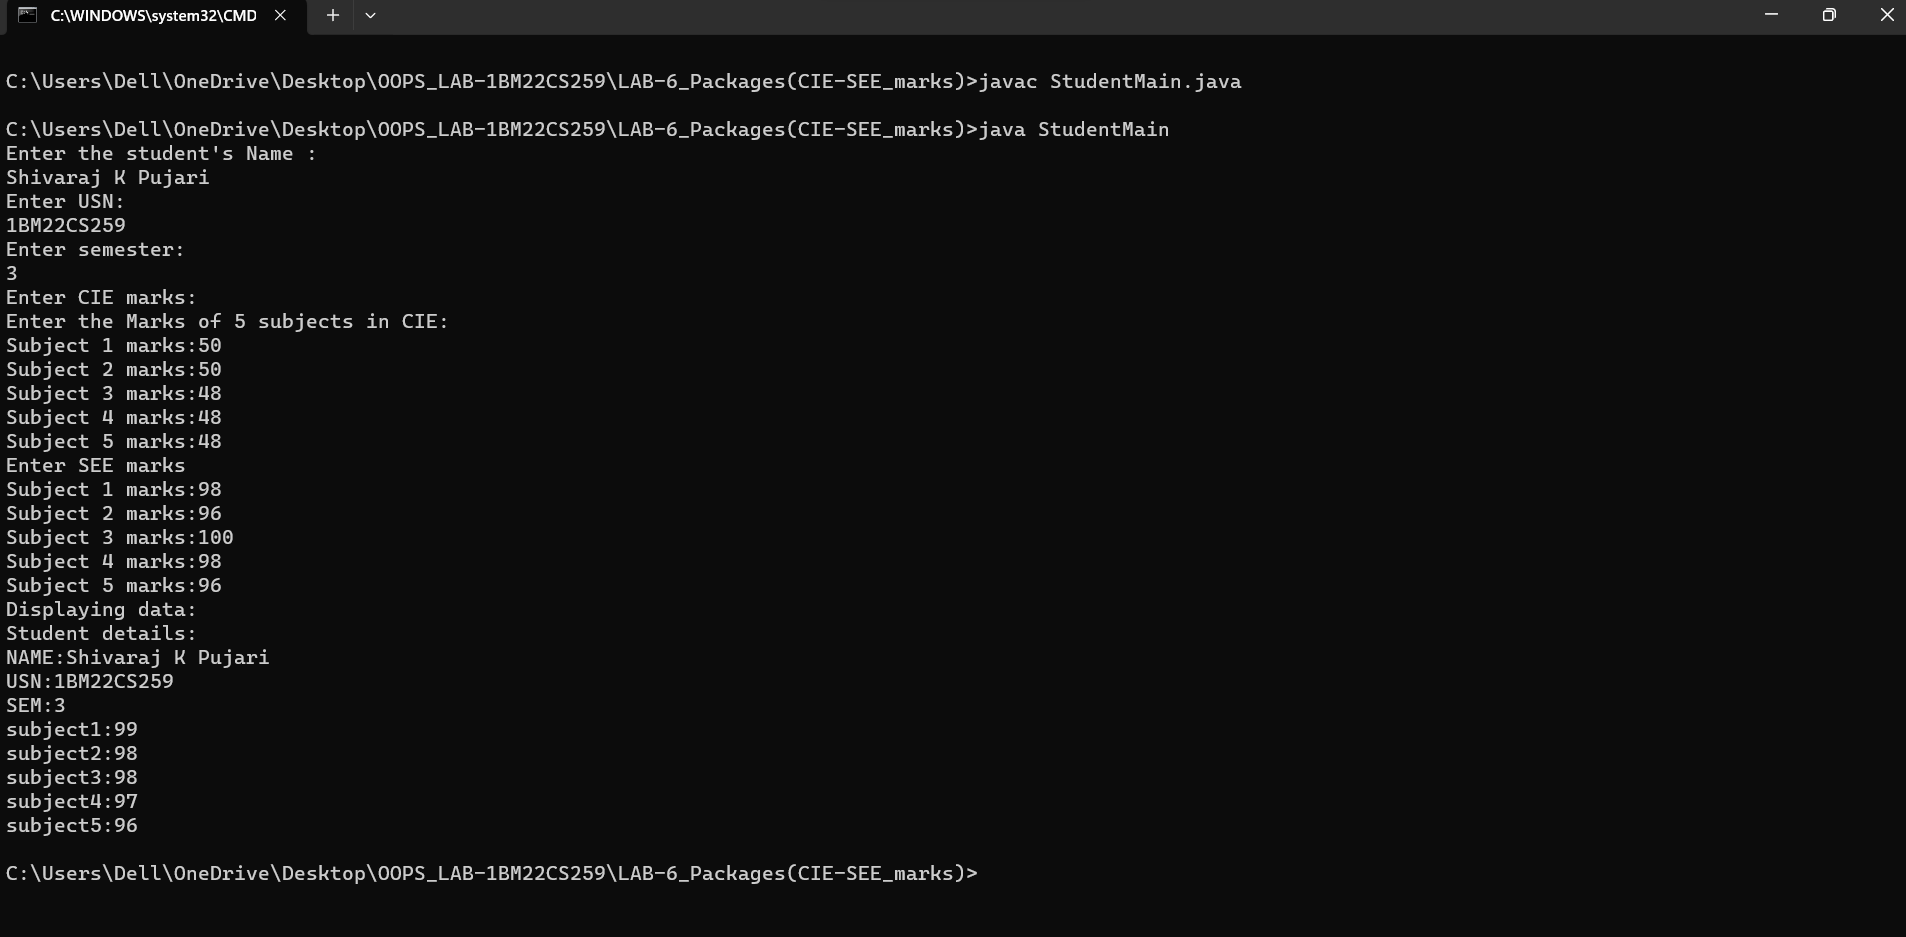 C:\WINDOWS\system32\CMD
C:\Users\Dell\OneDrive\Desktop\OOPS_LAB-1BM22CS259\LAB-6_Packages(CIE-SEE_marks)>javac StudentMain.java
C:\Users\Dell\OneDrive\Desktop\OOPS_LAB-1BM22CS259\LAB-6_Packages(CIE-SEE_marks)>java StudentMain
Enter the student's Name :
Shivaraj K Pujari
Enter USN:
1BM22CS259
Enter semester:
3
Enter CIE marks:
Enter the Marks of 5 subjects in CIE:
Subject 1 marks:50
Subject 2 marks:50
Subject 3 marks:48
Subject 4 marks:48
Subject 5 marks:48
Enter SEE marks
Subject 1 marks:98
Subject 2 marks:96
Subject 3 marks:100
Subject 4 marks:98
Subject 5 marks:96
Displaying data:
Student details:
NAME:Shivaraj K Pujari
USN:1BM22CS259
SEM:3
subject1:99
subject2:98
subject3:98
subject4:97
subject5:96
C:\Users\Dell\OneDrive\Desktop\OOPS_LAB-1BM22CS259\LAB-6_Packages(CIE-SEE_marks)>